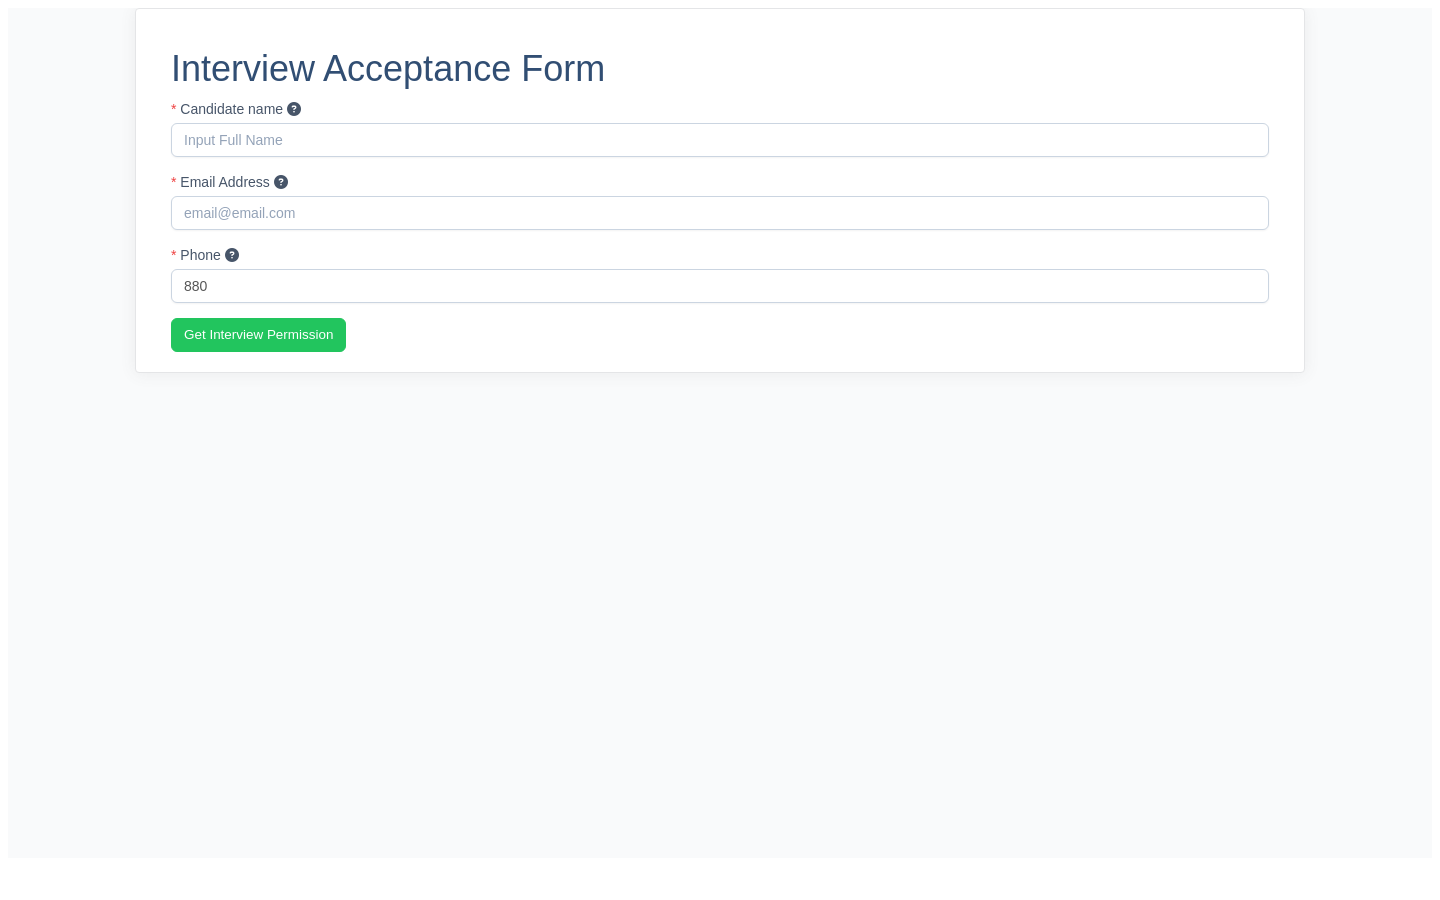 Interview Acceptance Form
* Candidate name ?
Input Full Name
* Email Address ?
email@email.com
* Phone ?
880
Get Interview Permission